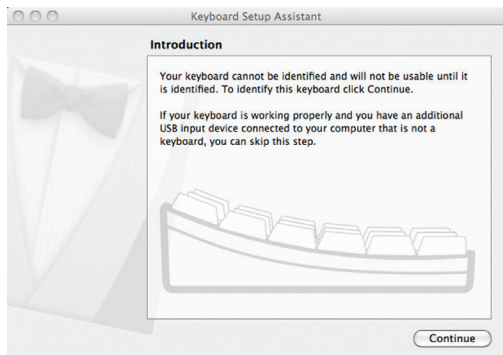 Keyboard Setup Assistant
Introduction
Your keyboard cannot be identified and will not be usable until it
is identified. To identify this keyboard click Continue.
If your keyboard is working properly and you have an additional
USB input device connected to your computer that is not a
keyboard, you can skip this step.
Continue